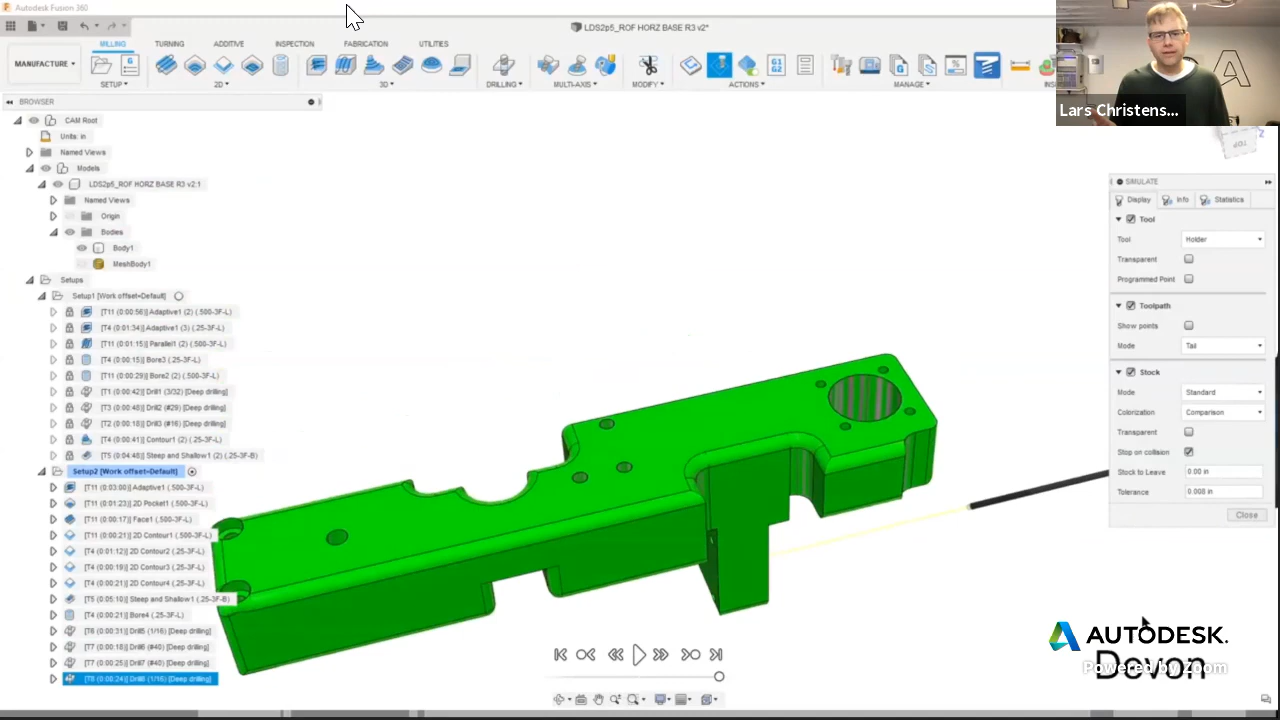 Autodesk Fusion 360
LDS2p5_ROF HORZ BASE R3 v2*
MILLING TURNING ADDITIVE INSPECTION FABRICATION UTILITIES
MANUFACTURE
SETUP 2D 3D DRILLING MULTI-AXIS MODIFY ACTIONS MANAGE
Lars Christens...
BROWSER
CAM Root
Units: in
Named Views
Models
LDS2p5_ROF HORZ BASE R3 v2:1
Named Views
Origin
Bodies
Body1
MeshBody1
Setups
Setup1 [Work offset=Default]
[T11 (0:00:56)] Adaptive1 (2) (.500-3F-L)
[T4 (0:01:34)] Adaptive1 (3) (.25-3F-L)
[T11 (0:01:15)] Parallel1 (.500-3F-L)
[T4 (0:00:15)] Bore3 (.25-3F-L)
[T11 (0:00:29)] Bore2 (2) (.500-3F-L)
[T1 (0:00:42)] Drill1 (3/32) [Deep drilling]
[T3 (0:00:48)] Drill2 (#29) [Deep drilling]
[T2 (0:00:18)] Drill3 (#16) [Deep drilling]
[T4 (0:00:41)] Contour1 (2) (.25-3F-L)
[T5 (0:04:48)] Steep and Shallow1 (2) (.25-3F-B)
Setup2 [Work offset=Default]
[T11 (0:03:00)] Adaptive1 (.500-3F-L)
[T11 (0:01:23)] 2D Pocket1 (.500-3F-L)
[T11 (0:00:17)] Face1 (.500-3F-L)
[T11 (0:00:21)] 2D Contour1 (.500-3F-L)
[T4 (0:01:12)] 2D Contour2 (.25-3F-L)
[T4 (0:00:19)] 2D Contour3 (.25-3F-L)
[T4 (0:00:21)] 2D Contour4 (.25-3F-L)
[T5 (0:05:10)] Steep and Shallow1 (.25-3F-B)
[T4 (0:00:21)] Bore4 (.25-3F-L)
[T6 (0:00:31)] Drill5 (1/16) [Deep drilling]
[T7 (0:00:18)] Drill6 (#40) [Deep drilling]
[T7 (0:00:25)] Drill7 (#40) [Deep drilling]
[T8 (0:00:24)] Drill8 (1/16) [Deep drilling]
TOP
Z
SIMULATE
Display Info Statistics
Tool
Tool Holder
Transparent
Programmed Point
Toolpath
Show points
Mode Tail
Stock
Mode Standard
Colorization Comparison
Transparent
Stop on collision
Stock to Leave 0.00 in
Tolerance 0.008 in
Close
AUTODESK.
Devon
Powered by zoom